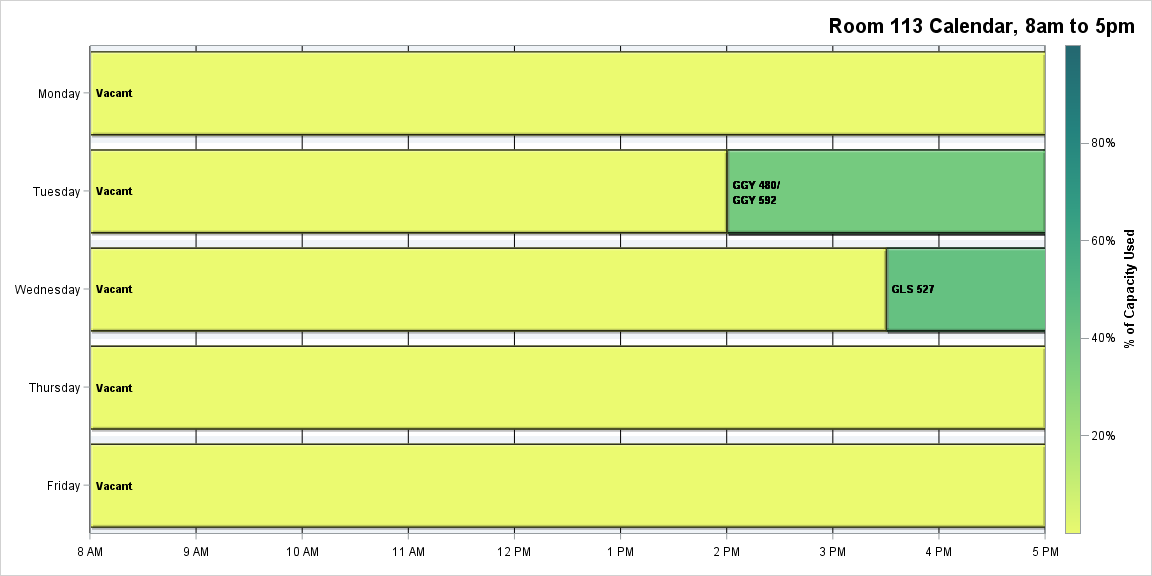 Room 113 Calendar, 8am to 5pm
Monday
Vacant
Tuesday
Vacant
GGY 480/
GGY 592
Wednesday
Vacant
GLS 527
Thursday
Vacant
Friday
Vacant
8 AM
9 AM
10 AM
11 AM
12 PM
1 PM
2 PM
3 PM
4 PM
5 PM
80%
60%
40%
20%
% of Capacity Used